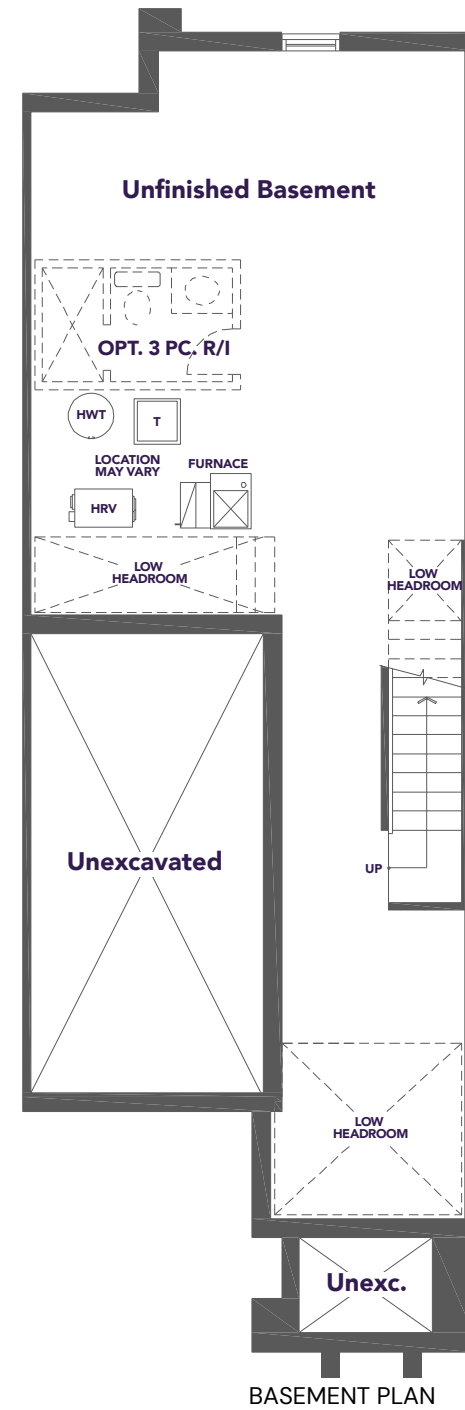 Unfinished Basement
OPT. 3 PC. R/I
HWT
T
LOCATION
MAY VARY
FURNACE
HRV
LOW
HEADROOM
LOW
HEADROOM
Unexcavated
UP
LOW
HEADROOM
Unexc.
BASEMENT PLAN